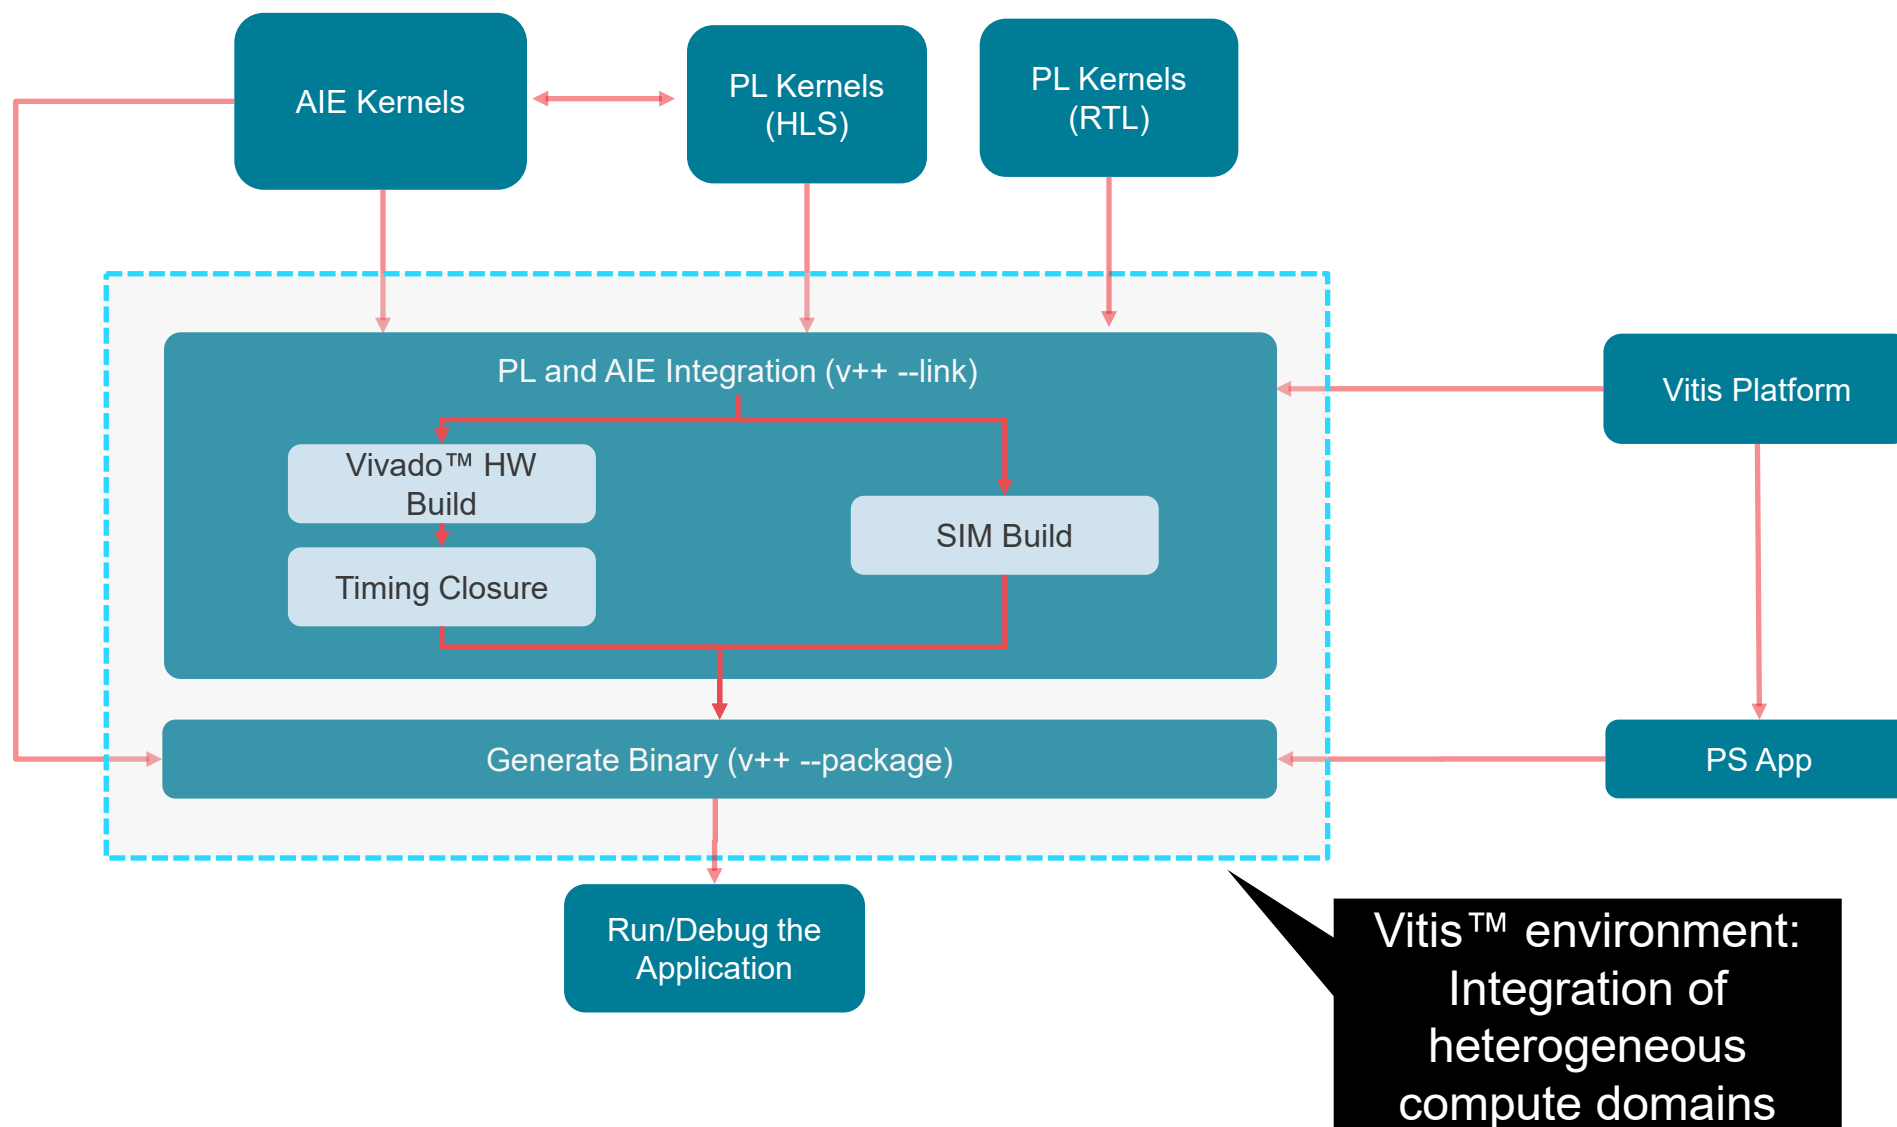 AIE Kernels
PL Kernels
(HLS)
PL Kernels
(RTL)
PL and AIE Integration (v++ --link)
Vivado™ HW
Build
Timing Closure
SIM Build
Vitis Platform
Generate Binary (v++ --package)
PS App
Run/Debug the
Application
Vitis™ environment:
Integration of
heterogeneous
compute domains